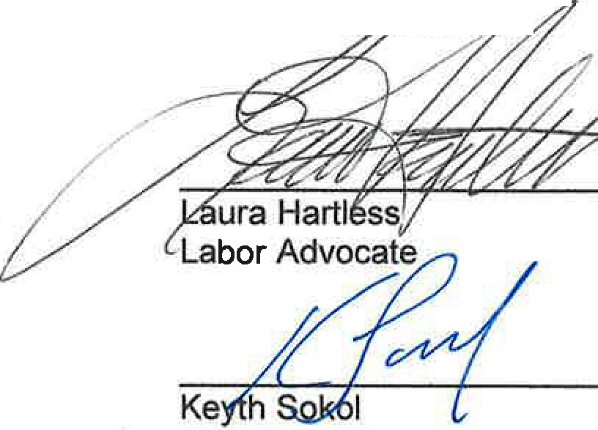 Laura Hartless
Labor Advocate
Keyth Sokol